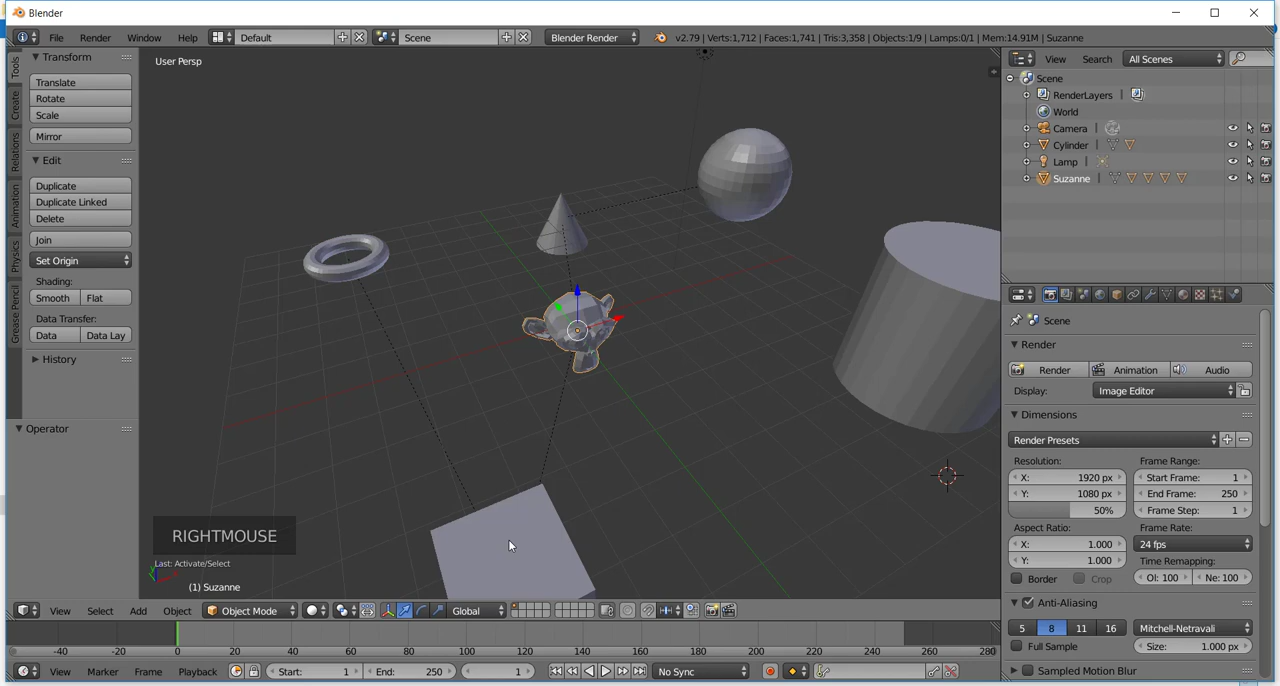 Blender
File Render Window Help Default Scene Blender Render v2.79 | Verts:1,712 | Faces:1,741 | Tris:3,358 | Objects:1/9 | Lamps:0/1 | Mem:14.91M | Suzanne
Tools
Create
Relations
Animation
Physics
Grease Pencil
Transform
Translate
Rotate
Scale
Mirror
Edit
Duplicate
Duplicate Linked
Delete
Join
Set Origin
Shading:
Smooth Flat
Data Transfer:
Data Data Lay
History
Operator
User Persp
RIGHTMOUSE
Last: Activate/Select
(1) Suzanne
View Select Add Object Object Mode Global
-40 -20 0 20 40 60 80 100 120 140 160 180 200 220 240 260 280
View Marker Frame Playback Start: 1 End: 250 1 No Sync
View Search All Scenes
Scene
RenderLayers
World
Camera
Cylinder
Lamp
Suzanne
Scene
Render
Render Animation Audio
Display: Image Editor
Dimensions
Render Presets
Resolution: Frame Range:
X: 1920 px Start Frame: 1
Y: 1080 px End Frame: 250
50% Frame Step: 1
Aspect Ratio: Frame Rate:
X: 1.000 24 fps
Y: 1.000 Time Remapping:
Border Crop Ol: 100 Ne: 100
Anti-Aliasing
5 8 11 16 Mitchell-Netravali
Full Sample Size: 1.000 px
Sampled Motion Blur